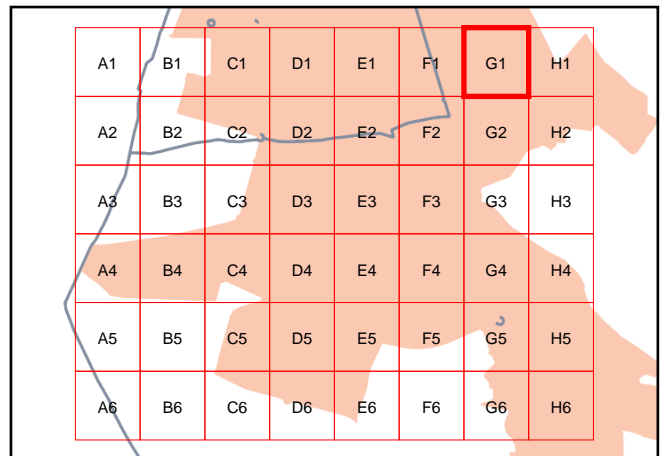 A1 B1 C1 D1 E1 F1 G1 H1
A2 B2 C2 D2 E2 F2 G2 H2
A3 B3 C3 D3 E3 F3 G3 H3
A4 B4 C4 D4 E4 F4 G4 H4
A5 B5 C5 D5 E5 F5 G5 H5
A6 B6 C6 D6 E6 F6 G6 H6